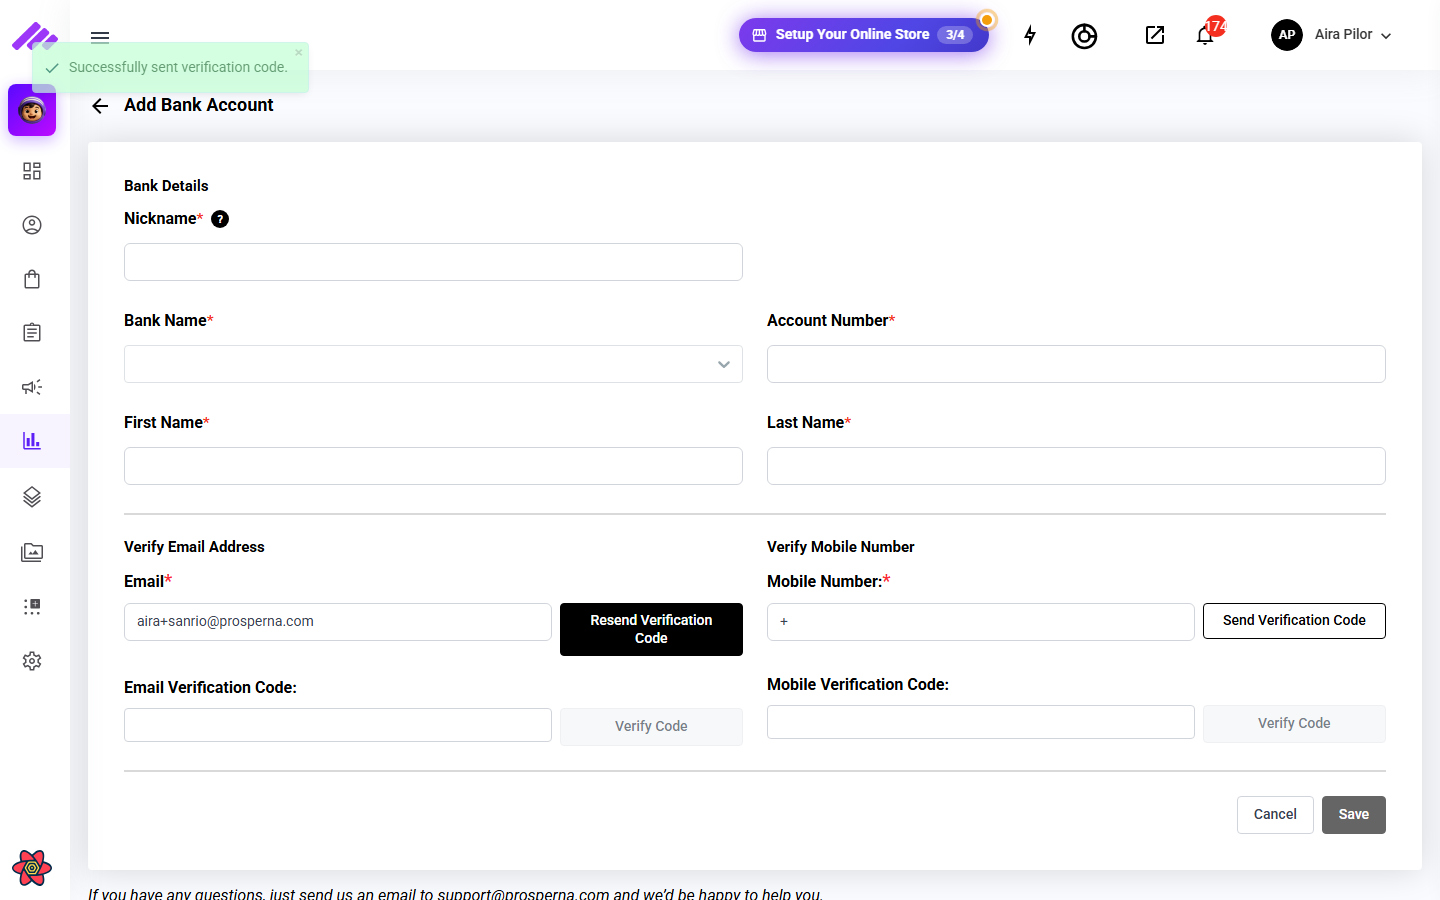 Setup Your Online Store 3/4
174
AP Aira Pilor
Successfully sent verification code. ×
Add Bank Account
Bank Details
Nickname* ?
Bank Name*
Account Number*
First Name*
Last Name*
Verify Email Address
Verify Mobile Number
Email*
Mobile Number:*
aira+sanrio@prosperna.com
Resend Verification
Code
+
Send Verification Code
Email Verification Code:
Mobile Verification Code:
Verify Code
Verify Code
Cancel
Save
If you have any questions, just send us an email to support@prosperna.com and we'd be happy to help you.